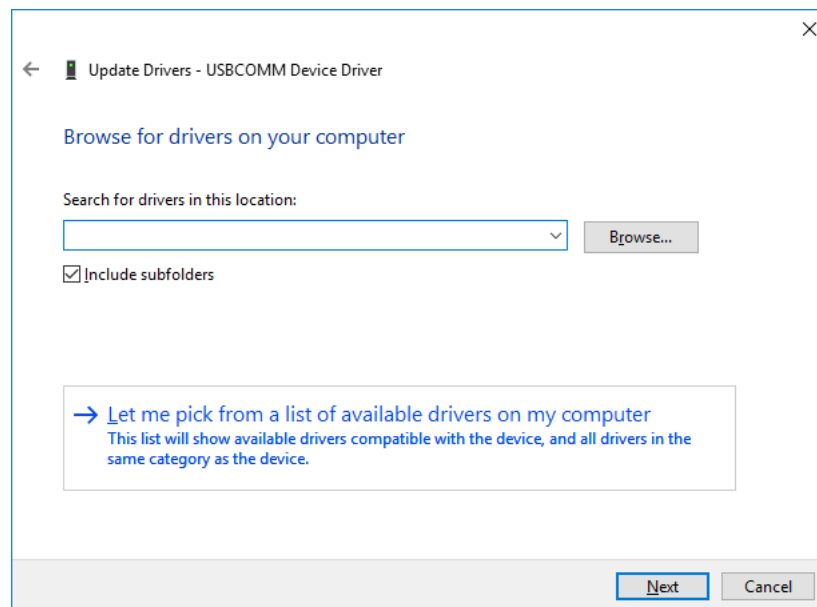 Update Drivers - USBCOMM Device Driver
Browse for drivers on your computer
Search for drivers in this location:
Browse...
Include subfolders
Let me pick from a list of available drivers on my computer
This list will show available drivers compatible with the device, and all drivers in the
same category as the device.
Next
Cancel